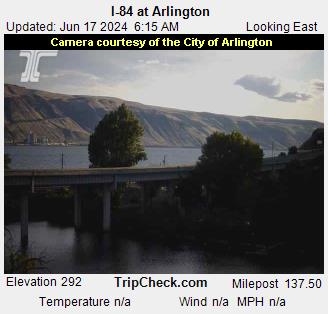 I-84 at Arlington
Updated: Jun 17 2024 6:15 AM Looking East
Camera courtesy of the City of Arlington
Elevation 292 TripCheck.com Milepost 137.50
Temperature n/a Wind n/a MPH n/a